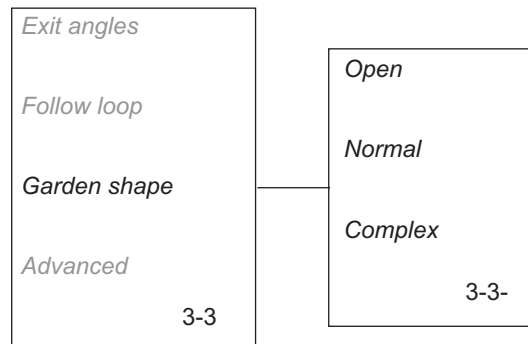 Exit angles
Follow loop
Garden shape
Advanced
3-3
Open
Normal
Complex
3-3-